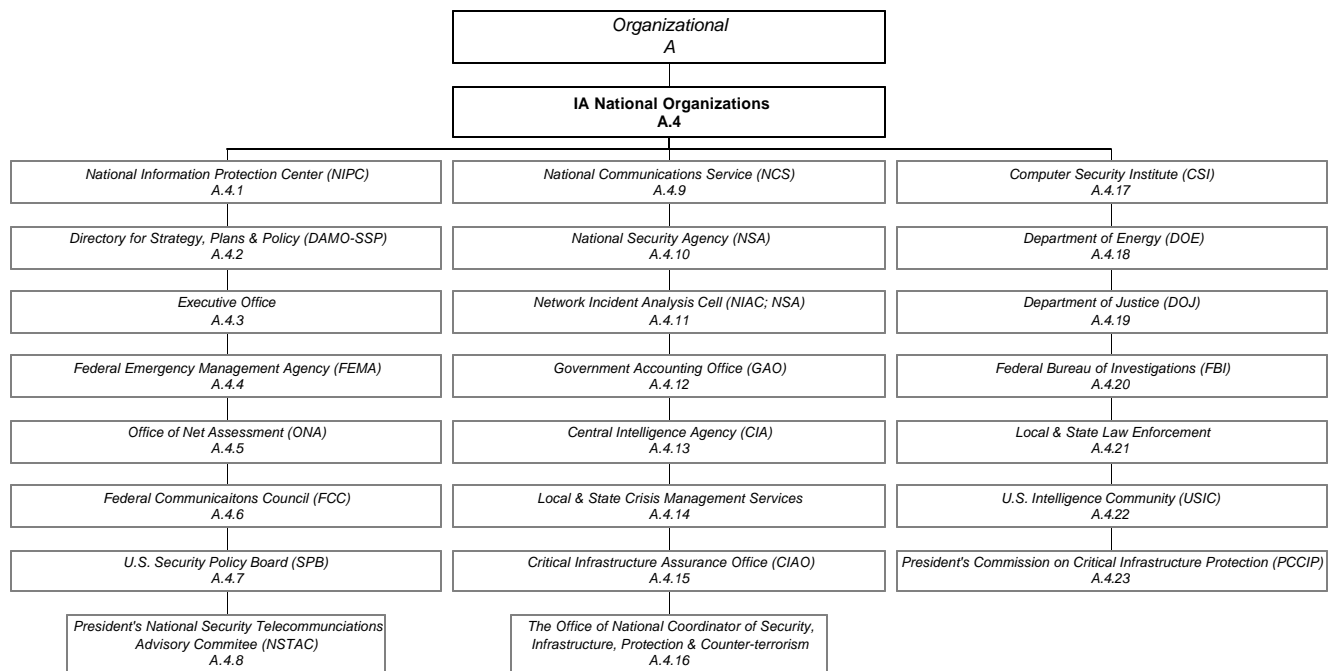 Organizational
A
IA National Organizations
A.4
National Information Protection Center (NIPC)
A.4.1
Directory for Strategy, Plans & Policy (DAMO-SSP)
A.4.2
Executive Office
A.4.3
Federal Emergency Management Agency (FEMA)
A.4.4
Office of Net Assessment (ONA)
A.4.5
Federal Communicaitons Council (FCC)
A.4.6
U.S. Security Policy Board (SPB)
A.4.7
President's National Security Telecommunciations
Advisory Commitee (NSTAC)
A.4.8
National Communications Service (NCS)
A.4.9
National Security Agency (NSA)
A.4.10
Network Incident Analysis Cell (NIAC; NSA)
A.4.11
Government Accounting Office (GAO)
A.4.12
Central Intelligence Agency (CIA)
A.4.13
Local & State Crisis Management Services
A.4.14
Critical Infrastructure Assurance Office (CIAO)
A.4.15
The Office of National Coordinator of Security,
Infrastructure, Protection & Counter-terrorism
A.4.16
Computer Security Institute (CSI)
A.4.17
Department of Energy (DOE)
A.4.18
Department of Justice (DOJ)
A.4.19
Federal Bureau of Investigations (FBI)
A.4.20
Local & State Law Enforcement
A.4.21
U.S. Intelligence Community (USIC)
A.4.22
President's Commission on Critical Infrastructure Protection (PCCIP)
A.4.23